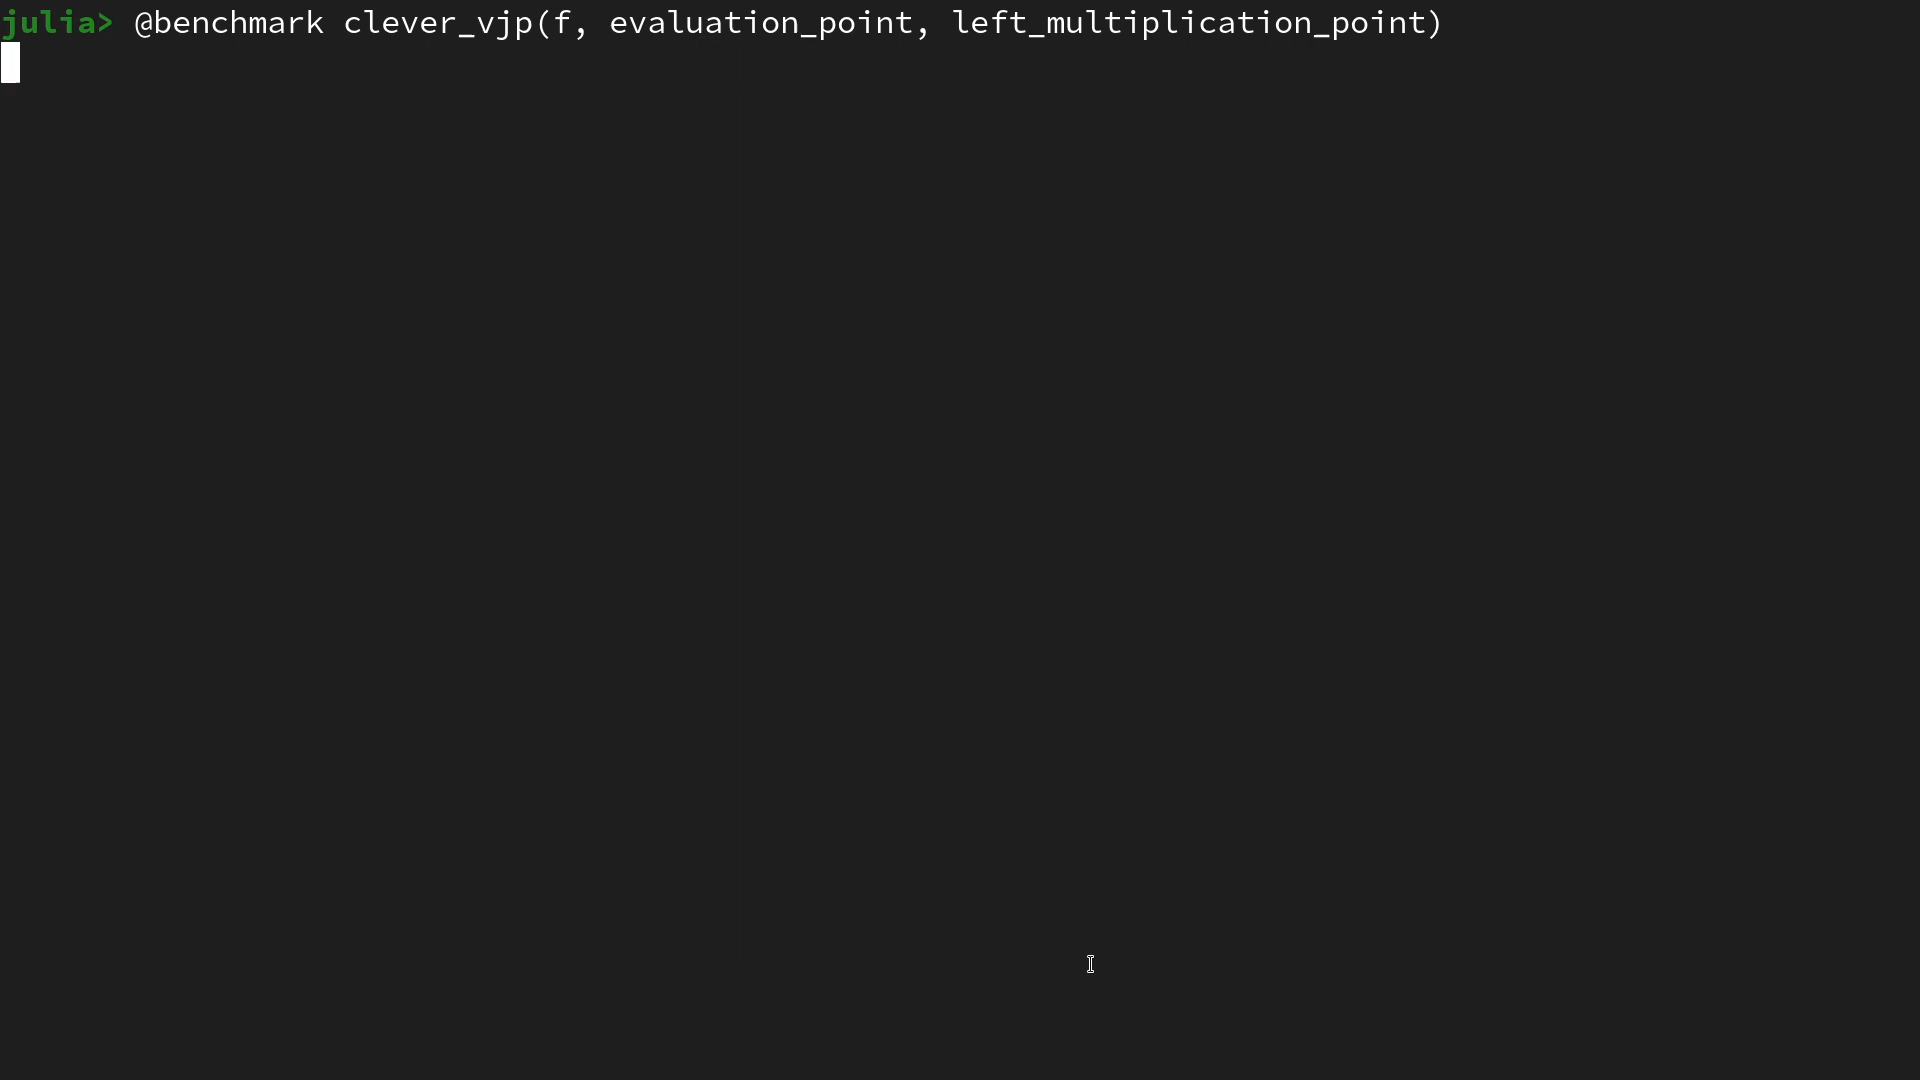 julia> @benchmark clever_vjp(f, evaluation_point, left_multiplication_point)